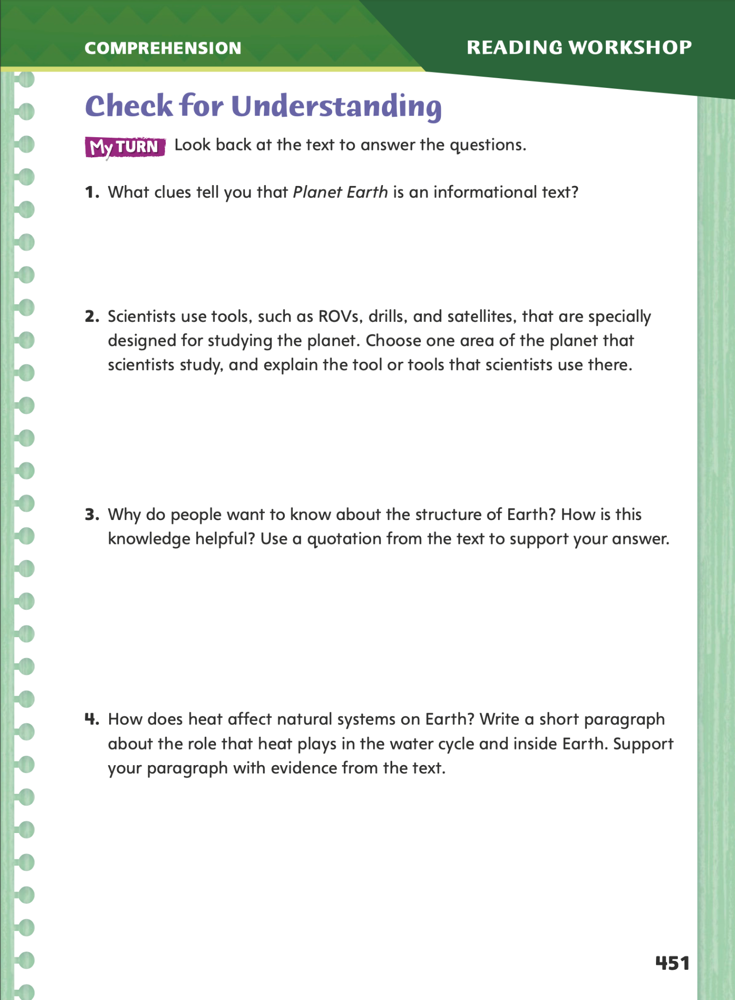 COMPREHENSION
READING WORKSHOP
Check for Understanding
My TURN Look back at the text to answer the questions.
1. What clues tell you that Planet Earth is an informational text?
2. Scientists use tools, such as ROVs, drills, and satellites, that are specially
designed for studying the planet. Choose one area of the planet that
scientists study, and explain the tool or tools that scientists use there.
3. Why do people want to know about the structure of Earth? How is this
knowledge helpful? Use a quotation from the text to support your answer.
4. How does heat affect natural systems on Earth? Write a short paragraph
about the role that heat plays in the water cycle and inside Earth. Support
your paragraph with evidence from the text.
451